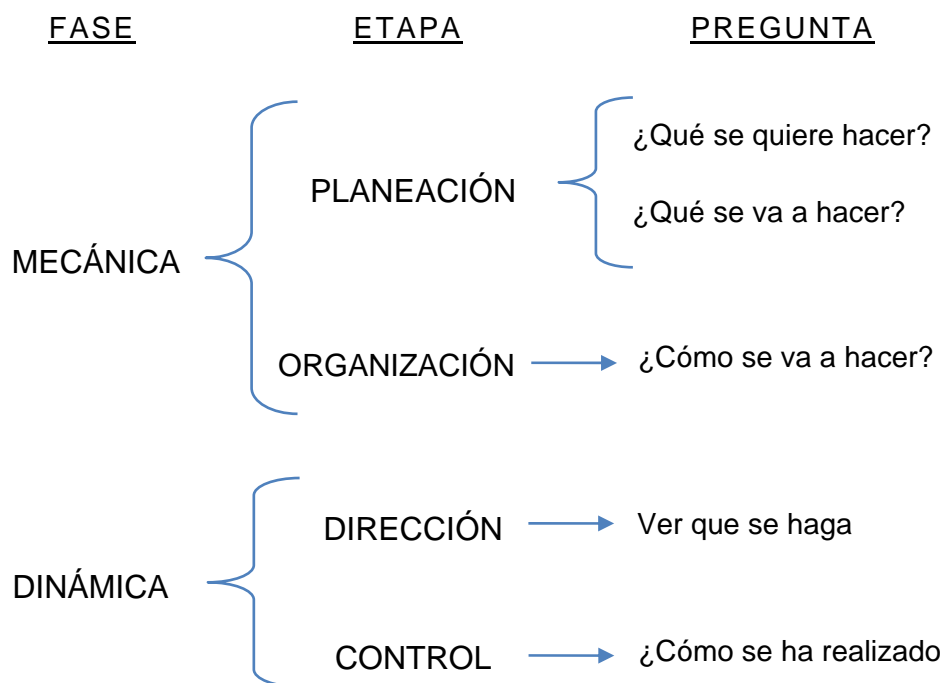 FASE ETAPA PREGUNTA
¿Qué se quiere hacer?
PLANEACIÓN
¿Qué se va a hacer?
MECÁNICA
ORGANIZACIÓN ¿Cómo se va a hacer?
DIRECCIÓN Ver que se haga
DINÁMICA
CONTROL ¿Cómo se ha realizado